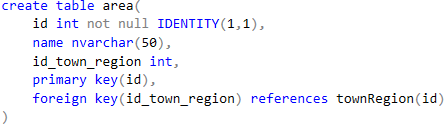 create table area(
id int not null IDENTITY(1,1),
name nvarchar(50),
id_town_region int,
primary key(id),
foreign key(id_town_region) references townRegion(id)
)